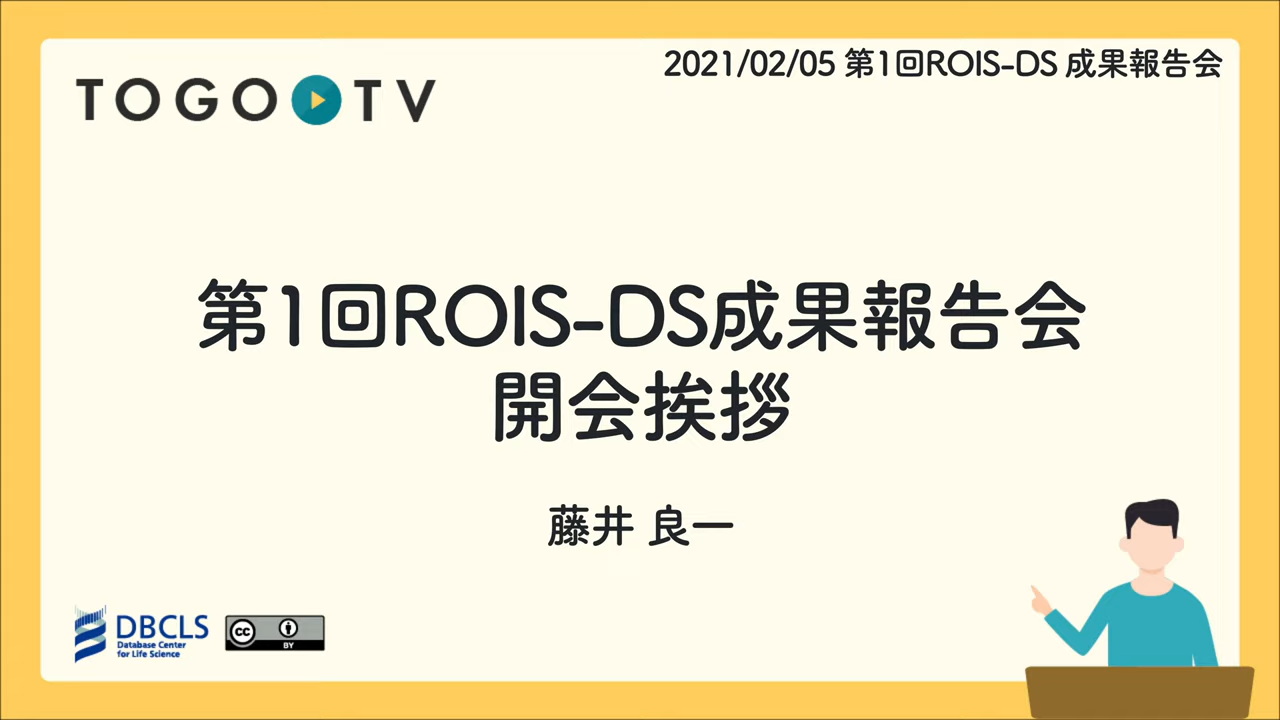 TOGO TV
2021/02/05 第1回ROIS-DS 成果報告会
第1回ROIS-DS成果報告会
開会挨拶
藤井 良一
DBCLS
Database Center
for Life Science
CC
BY